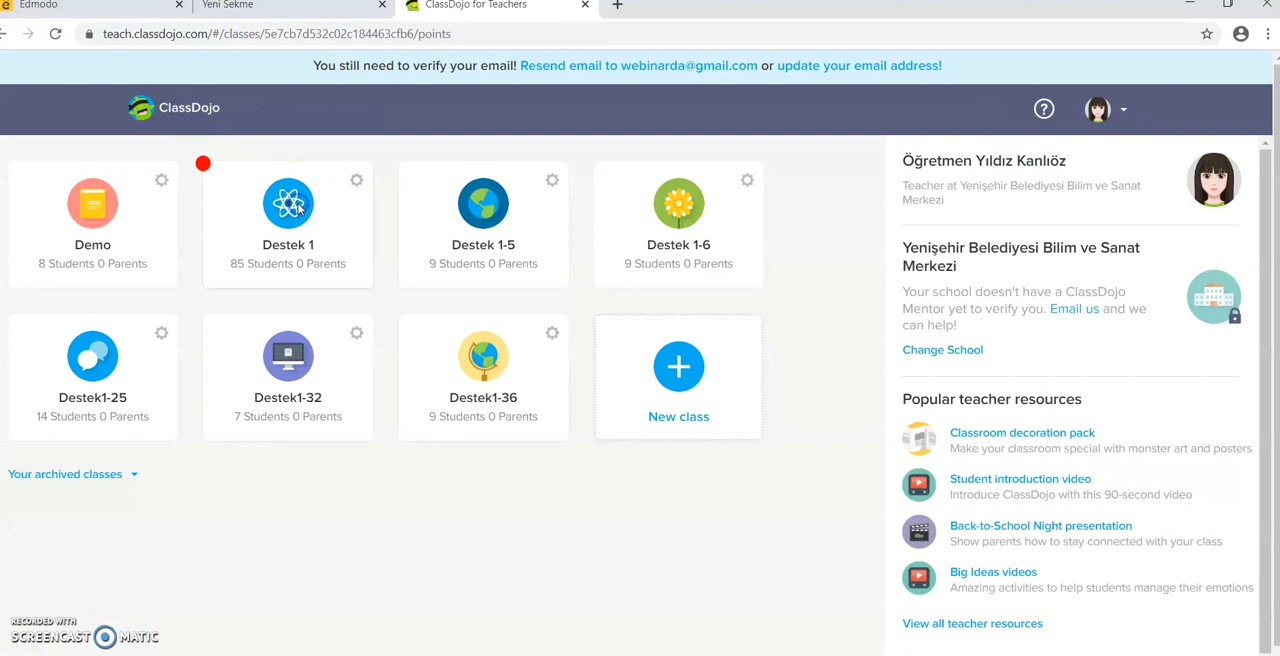 Edmodo
Yeni Sekme
ClassDojo for Teachers
teach.classdojo.com/#/classes/5e7cb7d532c02c184463cfb6/points
You still need to verify your email! Resend email to webinarda@gmail.com or update your email address!
ClassDojo
Demo
8 Students 0 Parents
Destek 1
85 Students 0 Parents
Destek 1-5
9 Students 0 Parents
Destek 1-6
9 Students 0 Parents
Destek1-25
14 Students 0 Parents
Destek1-32
7 Students 0 Parents
Destek1-36
9 Students 0 Parents
New class
Your archived classes
Öğretmen Yıldız Kanlıöz
Teacher at Yenişehir Belediyesi Bilim ve Sanat
Merkezi
Yenişehir Belediyesi Bilim ve Sanat
Merkezi
Your school doesn't have a ClassDojo
Mentor yet to verify you. Email us and we
can help!
Change School
Popular teacher resources
Classroom decoration pack
Make your classroom special with monster art and posters
Student introduction video
Introduce ClassDojo with this 90-second video
Back-to-School Night presentation
Show parents how to stay connected with your class
Big Ideas videos
Amazing activities to help students manage their emotions
View all teacher resources
RECORDED WITH
SCREENCAST MATIC